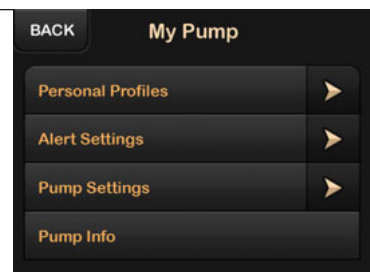 BACK
My Pump
Personal Profiles
Alert Settings
Pump Settings
Pump Info